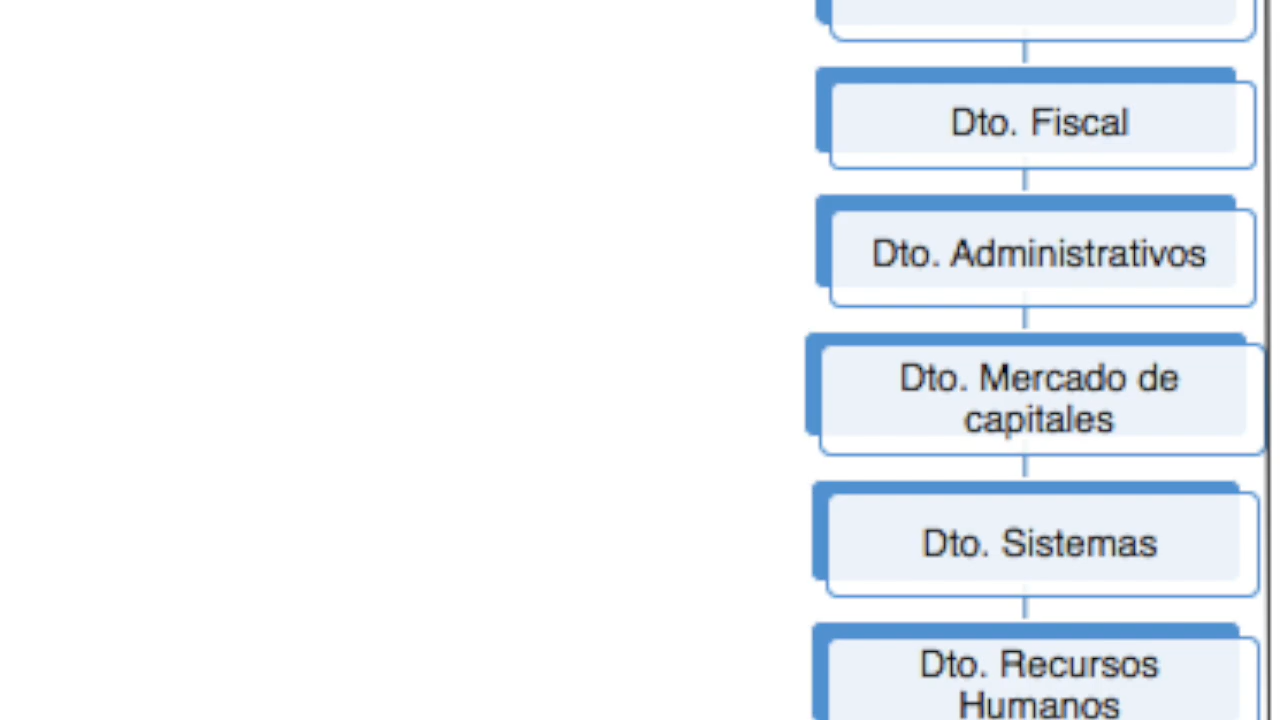 Dto. Fiscal
Dto. Administrativos
Dto. Mercado de
capitales
Dto. Sistemas
Dto. Recursos
Humanos